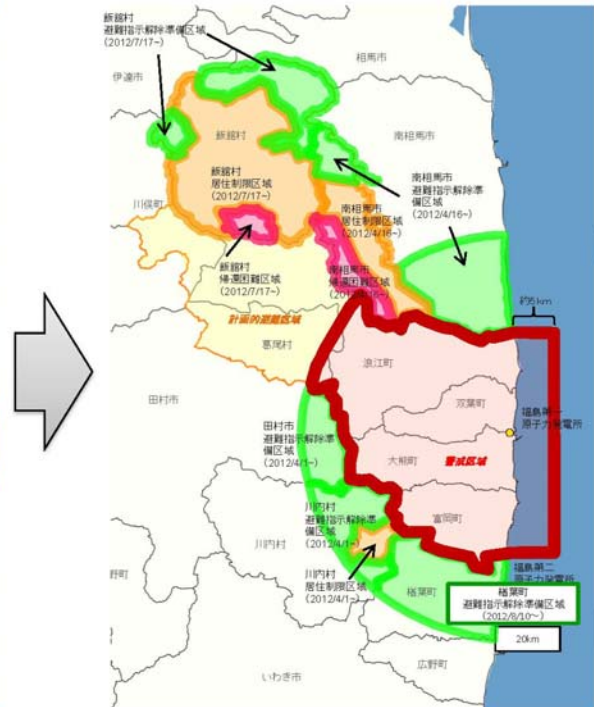 飯舘村
避難指示解除準備区域
(2012/7/17~)
伊達市
相馬市
飯舘村
南相馬市
飯舘村
居住制限区域
(2012/7/17~)
南相馬市
避難指示解除準
備区域
(2012/4/16~)
川俣町
南相馬市
居住制限区域
(2012/4/16~)
飯舘村
帰還困難区域
(2012/7/17~)
南相馬市
帰還困難区域
約5km
計画的避難区域
葛尾村
浪江町
田村市
双葉町
福島第一
原子力発電所
田村市
避難指示解除準
備区域
(2012/4/1~)
大熊町
警戒区域
川内村
避難指示解除準
備区域
(2012/4/1~)
富岡町
川内村
川内村
居住制限区域
(2012/4/1~)
野町
福島第二
原子力発電所
楢葉町
楢葉町
避難指示解除準備区域
(2012/8/10~)
20km
広野町
いわき市